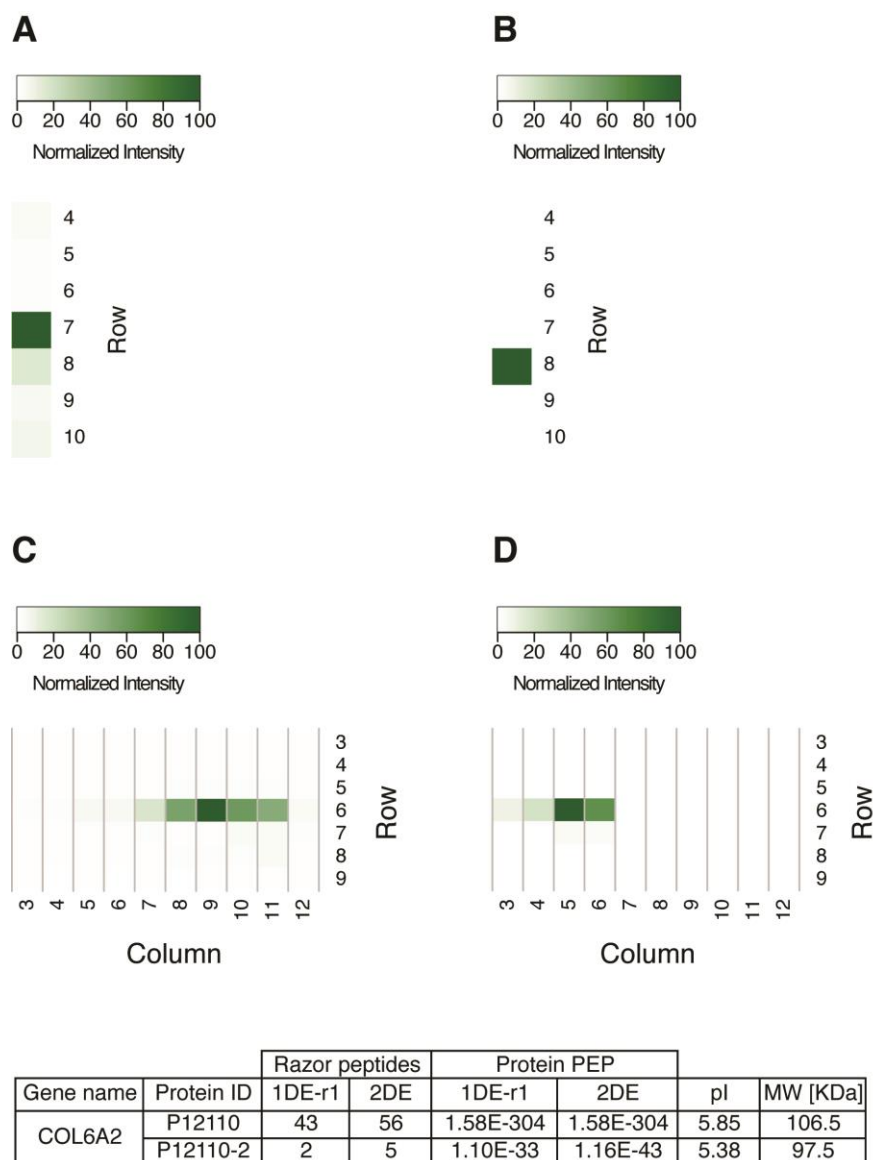 A B
0 20 40 60 80 100 0 20 40 60 80 100
Normalized Intensity Normalized Intensity
4 4
5 5
6 6
7 7
Row Row
8 8
9 9
10 10
C D
0 20 40 60 80 100 0 20 40 60 80 100
Normalized Intensity Normalized Intensity
3 3
4 4
5 5
6 6
Row Row
7 7
8 8
9 9
3 4 5 6 7 8 9 10 11 12 3 4 5 6 7 8 9 10 11 12
Column Column
Razor peptides Protein PEP
Gene name Protein ID 1DE-r1 2DE 1DE-r1 2DE pI MW [KDa]
COL6A2 P12110 43 56 1.58E-304 1.58E-304 5.85 106.5
P12110-2 2 5 1.10E-33 1.16E-43 5.38 97.5